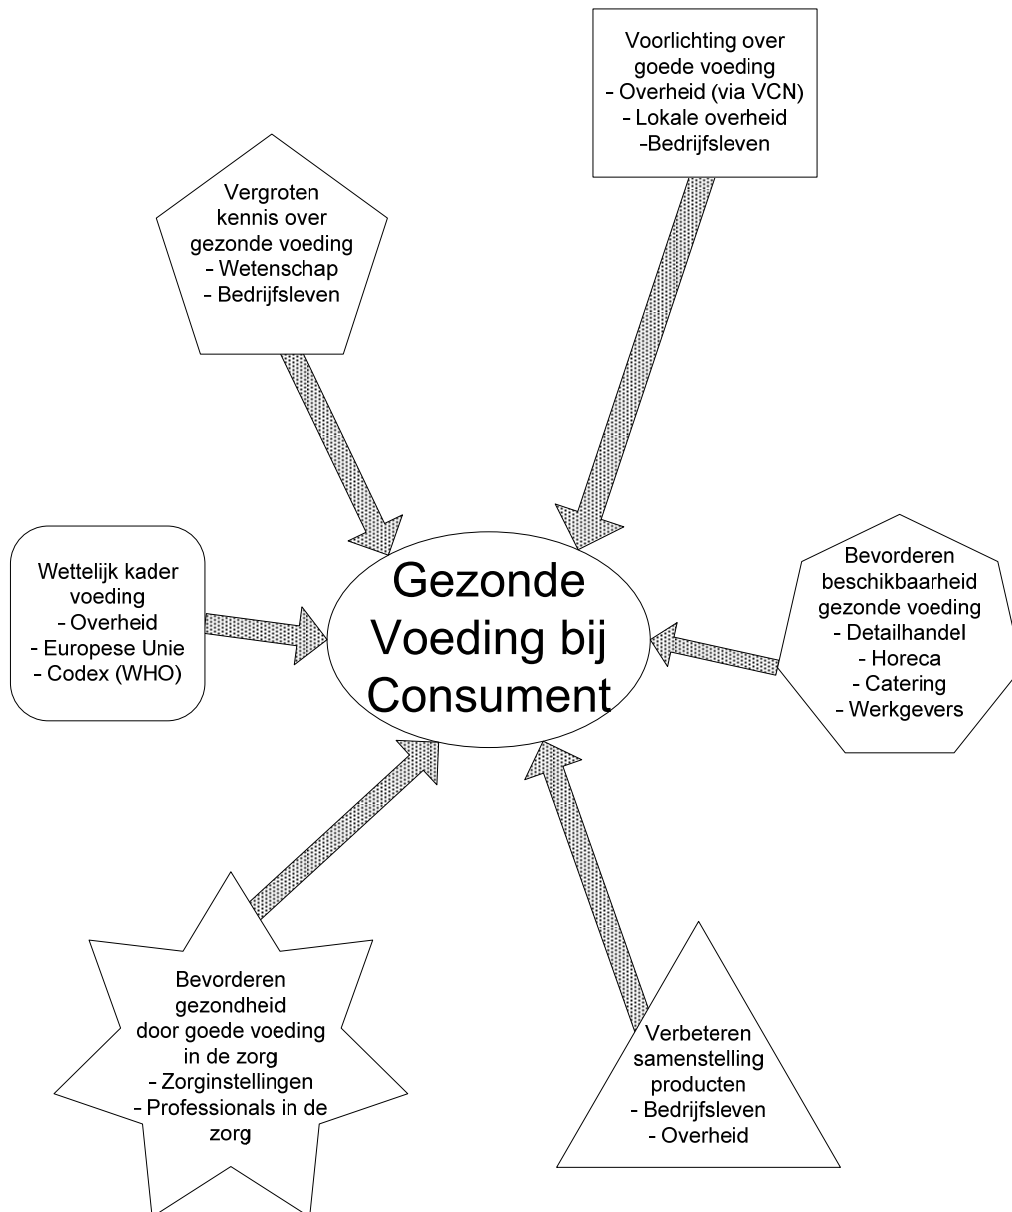 Voorlichting over
goede voeding
- Overheid (via VCN)
- Lokale overheid
-Bedrijfsleven
Vergroten
kennis over
gezonde voeding
- Wetenschap
- Bedrijfsleven
Wettelijk kader
voeding
- Overheid
- Europese Unie
- Codex (WHO)
Gezonde
Voeding bij
Consument
Bevorderen
beschikbaarheid
gezonde voeding
- Detailhandel
- Horeca
- Catering
- Werkgevers
Bevorderen
gezondheid
door goede voeding
in de zorg
- Zorginstellingen
- Professionals in de
zorg
Verbeteren
samenstelling
producten
- Bedrijfsleven
- Overheid